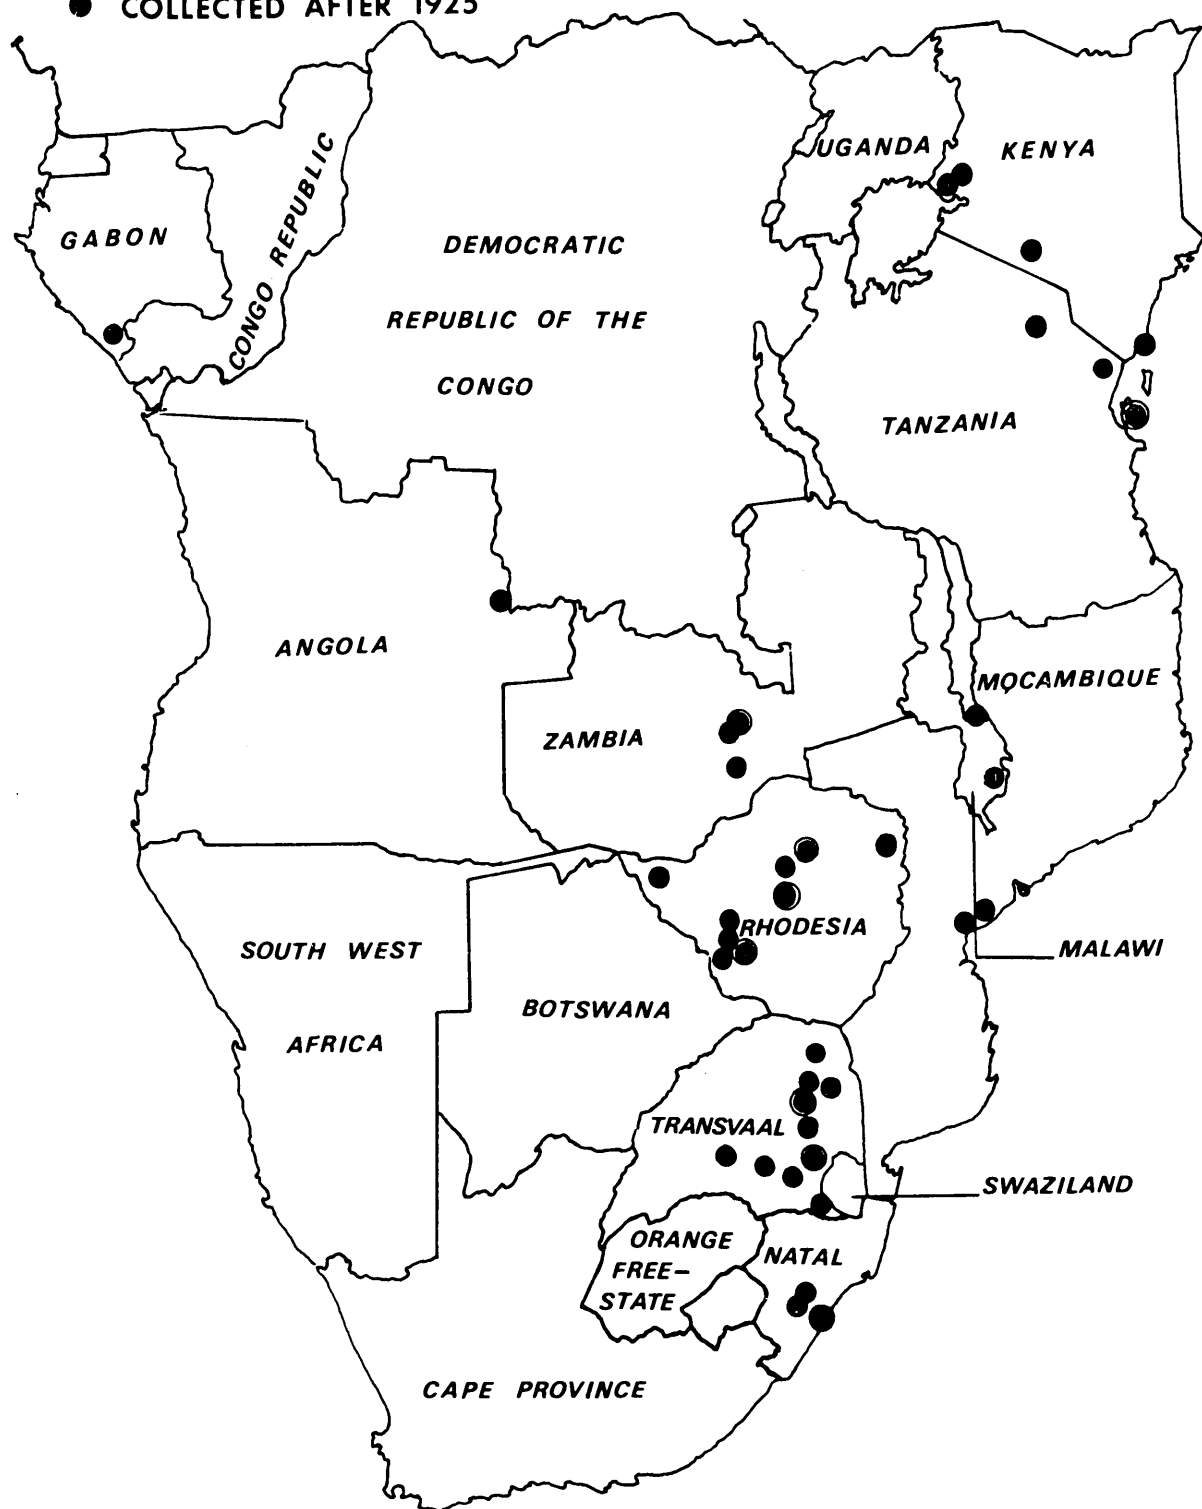 COLLECTED AFTER 1925
UGANDA
KENYA
GABON
CONGO REPUBLIC
DEMOCRATIC
REPUBLIC OF THE
CONGO
TANZANIA
ANGOLA
MOÇAMBIQUE
ZAMBIA
RHODESIA
MALAWI
SOUTH WEST
AFRICA
BOTSWANA
TRANSVAAL
SWAZILAND
ORANGE
FREE-
STATE
NATAL
CAPE PROVINCE